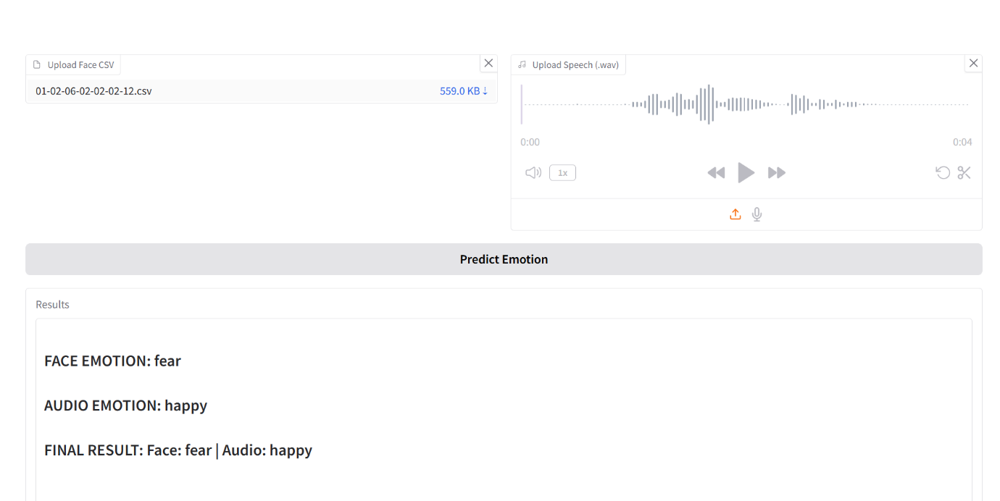 Upload Face CSV
01-02-06-02-02-02-12.csv
559.0 KB ↓
Upload Speech (.wav)
0:00
0:04
1x
Predict Emotion
Results
FACE EMOTION: fear
AUDIO EMOTION: happy
FINAL RESULT: Face: fear | Audio: happy